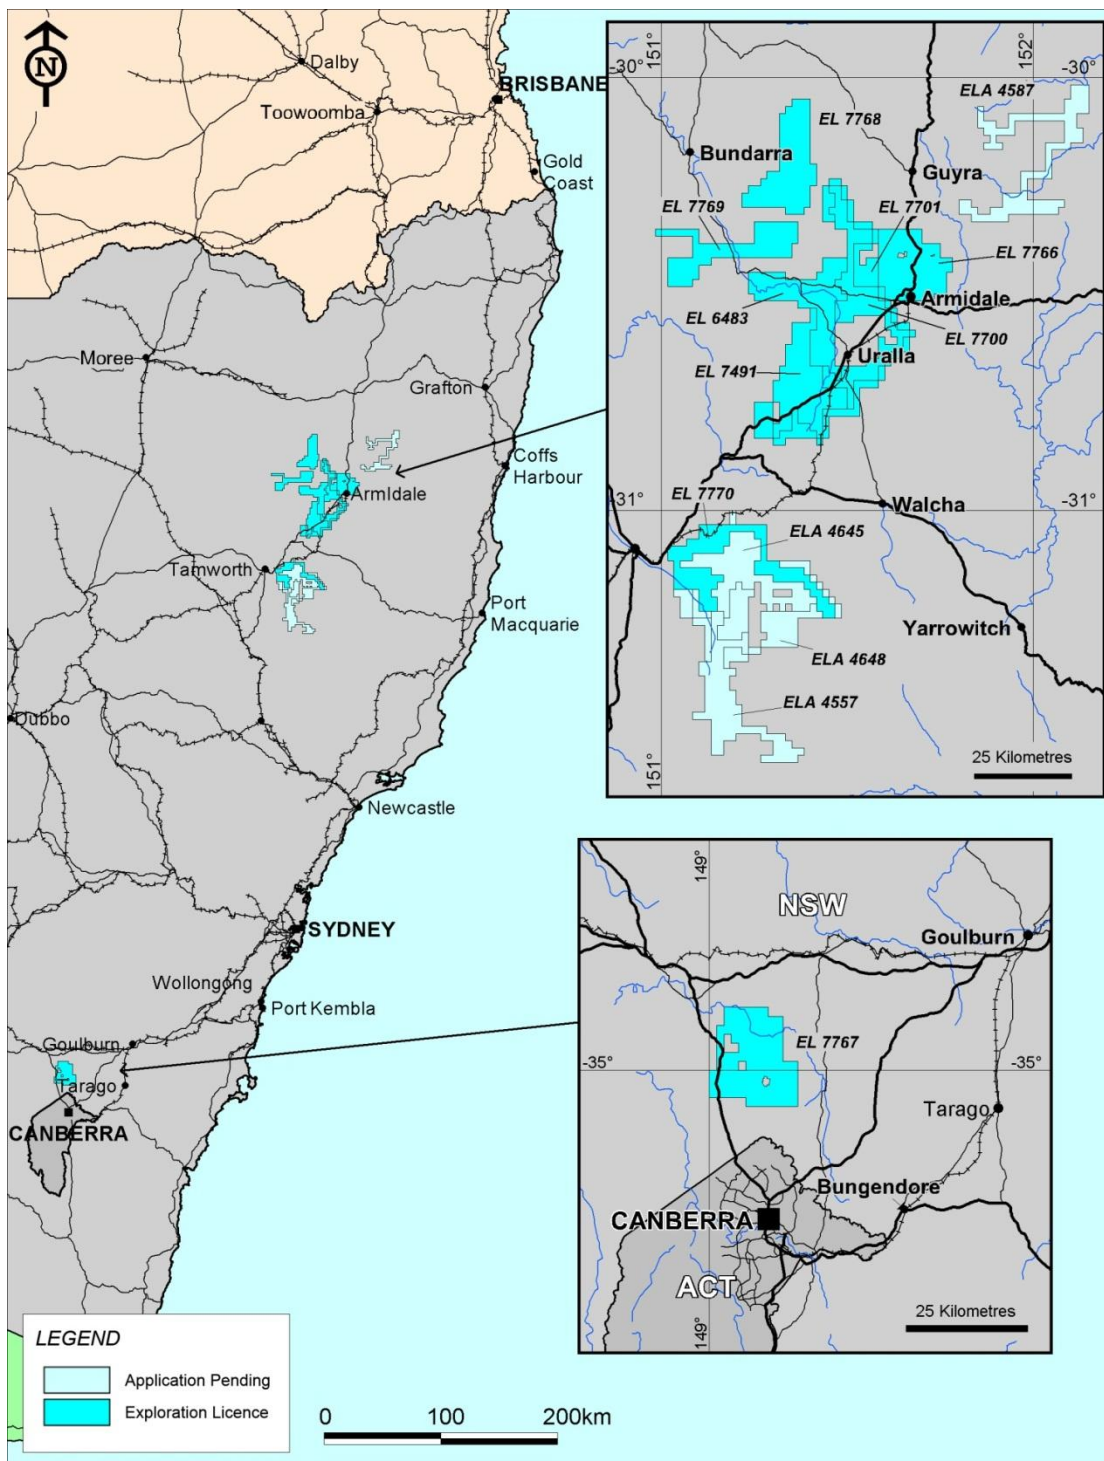 N
Dalby
BRISBANE
Toowoomba
Gold
Coast
Moree
Grafton
Coffs
Harbour
ArmIdale
Tamworth
Port
Macquarie
Dubbo
Newcastle
SYDNEY
Wollongong
Port Kembla
Goulburn
Tarago
CANBERRA
151°
152°
-30°
-30°
ELA 4587
EL 7768
Bundarra
Guyra
EL 7769
EL 7701
EL 7766
Armidale
EL 6483
EL 7700
Uralla
EL 7491
EL 7770
-31°
Walcha
-31°
ELA 4645
Yarrowitch
ELA 4648
ELA 4557
25 Kilometres
151°
149°
NSW
Goulburn
EL 7767
-35°
-35°
Tarago
Bungendore
CANBERRA
ACT
25 Kilometres
149°
LEGEND
Application Pending
Exploration Licence
0 100 200km